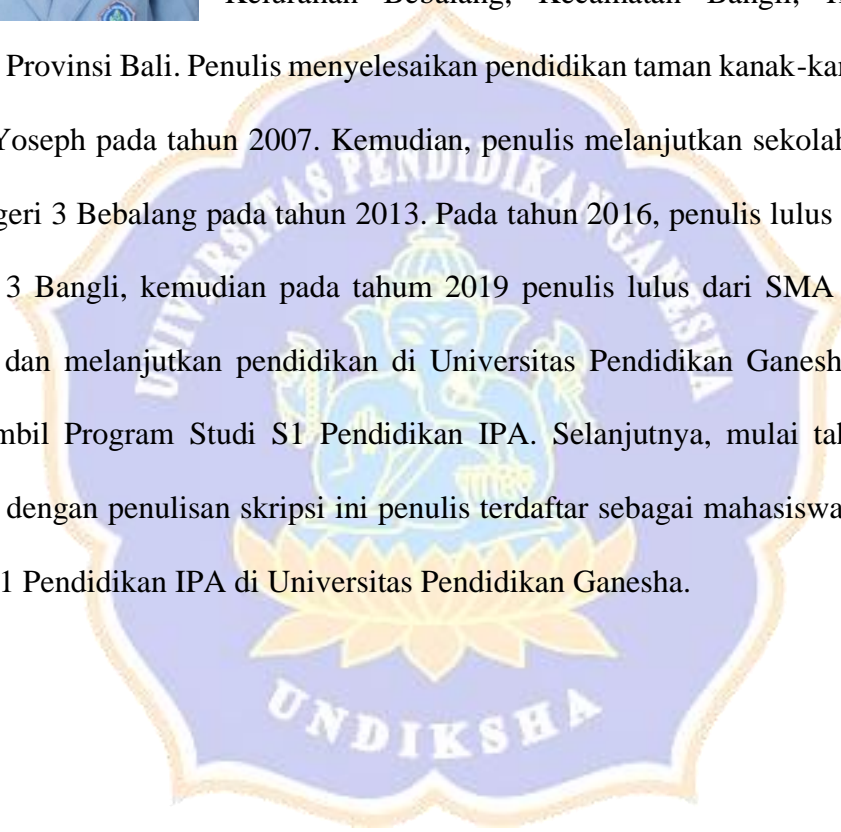 Kelurahan Bebalang, Kecamatan Bangli,
Provinsi Bali. Penulis menyelesaikan pendidikan taman kanak-kan
Yoseph pada tahun 2007. Kemudian, penulis melanjutkan sekolah
geri 3 Bebalang pada tahun 2013. Pada tahun 2016, penulis lulus
3 Bangli, kemudian pada tahum 2019 penulis lulus dari SMA
dan melanjutkan pendidikan di Universitas Pendidikan Ganesh
mbil Program Studi S1 Pendidikan IPA. Selanjutnya, mulai tah
dengan penulisan skripsi ini penulis terdaftar sebagai mahasiswa
1 Pendidikan IPA di Universitas Pendidikan Ganesha.
UNIVERSITAS PENDIDIKAN GANESHA
UNDIKSHA